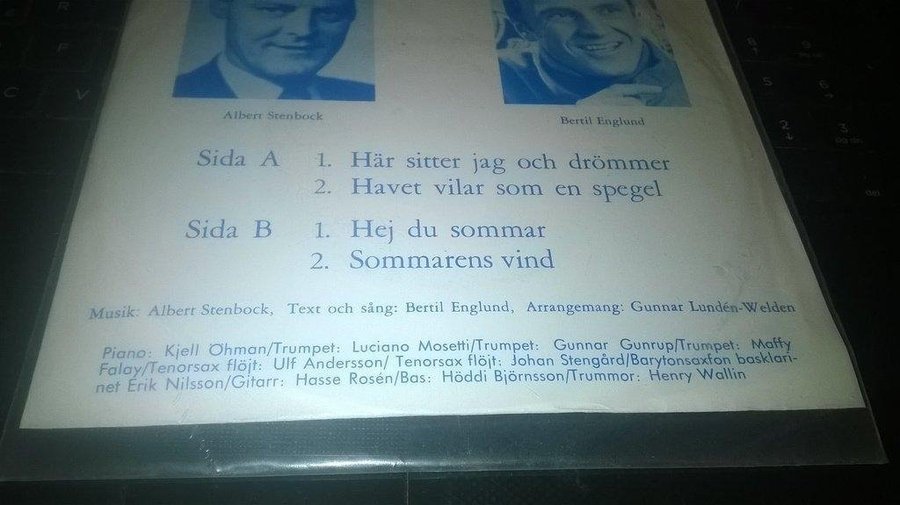 Albert Stenbock
Bertil Englund
Sida A 1. Här sitter jag och drömmer
2. Havet vilar som en spegel
Sida B 1. Hej du sommar
2. Sommarens vind
Musik: Albert Stenbock, Text och sång: Bertil Englund, Arrangemang: Gunnar Lundén-Welden
Piano: Kjell Öhman/Trumpet: Luciano Mosetti/Trumpet: Gunnar Gunrup/Trumpet: Maffy
Falay/Tenorsax flöjt: Ulf Andersson/ Tenorsax flöjt: Johan Stengård/Barytonsaxfon basklari-
net Erik Nilsson/Gitarr: Hasse Rosén/Bas: Höddi Björnsson/Trummor: Henry Wallin